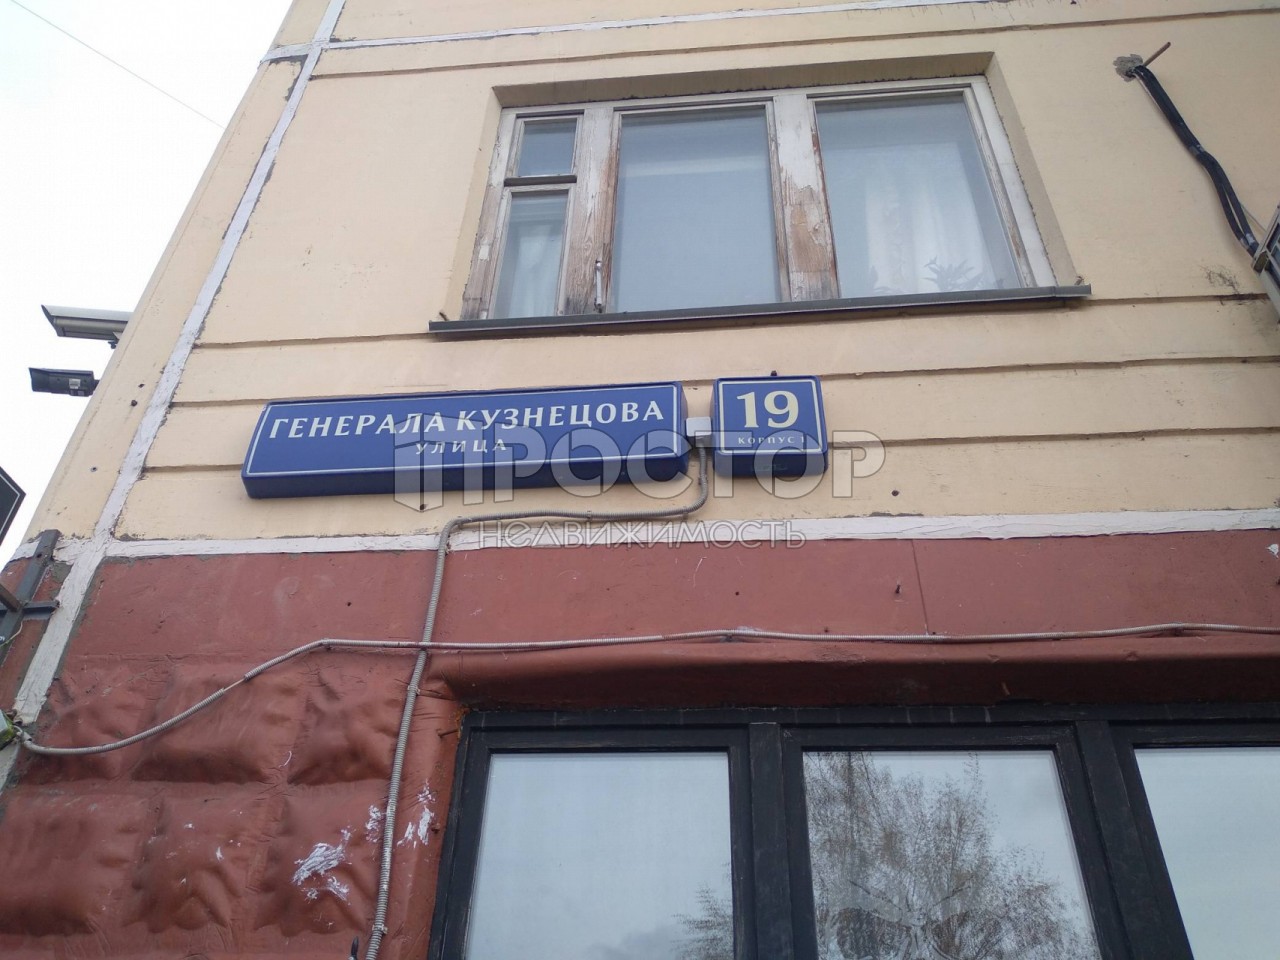 ГЕНЕРАЛА КУЗНЕЦОВА
УЛИЦА
19
КОРПУС 1
ПРОСТОР
НЕДВИЖИМОСТЬ